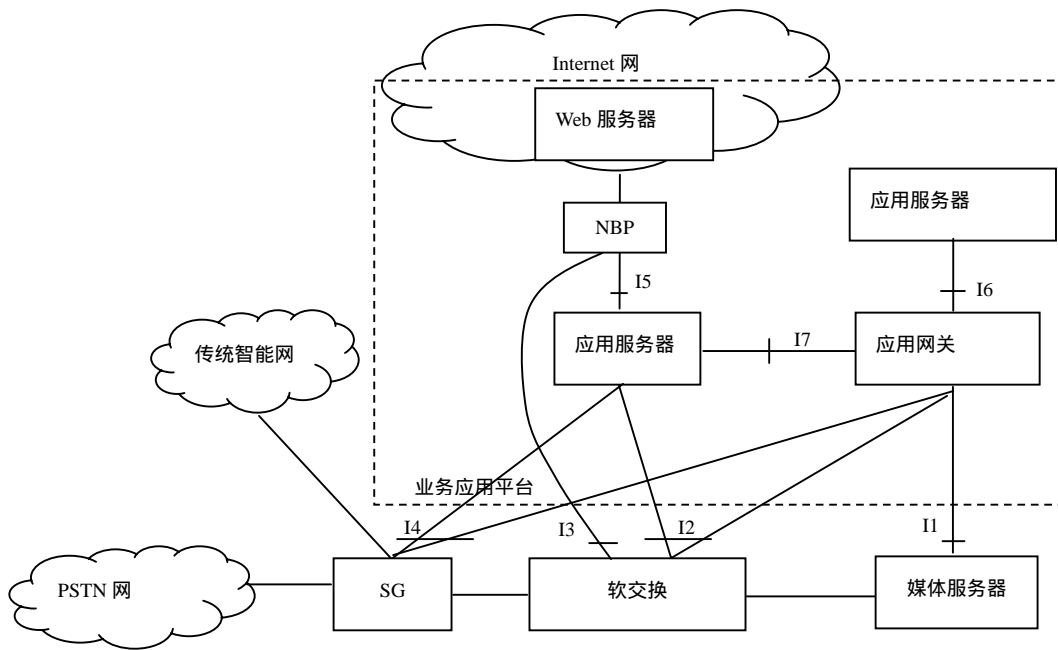 Internet 网
Web 服务器
应用服务器
NBP
I5
I6
应用服务器
I7
应用网关
传统智能网
业务应用平台
I4
I3
I2
I1
PSTN 网
SG
软交换
媒体服务器